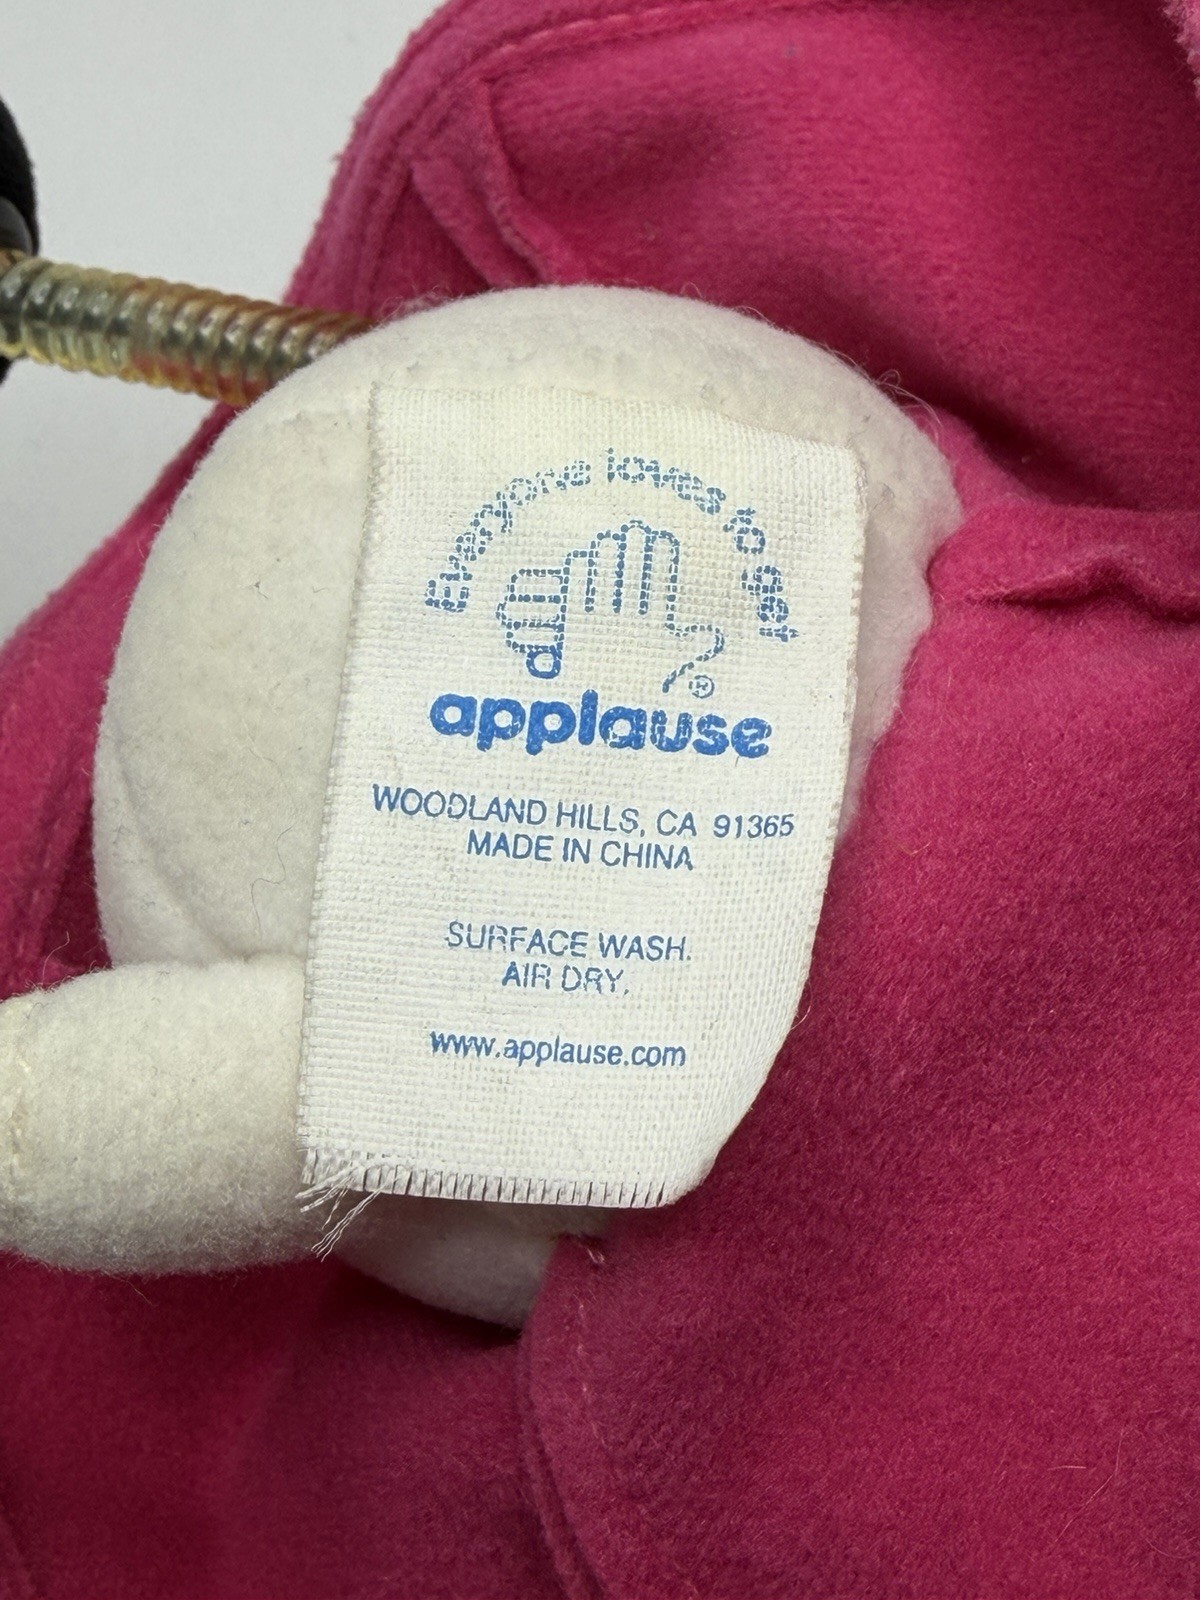 Everyone loves to get
®
applause
WOODLAND HILLS, CA 91365
MADE IN CHINA
SURFACE WASH.
AIR DRY.
www.applause.com